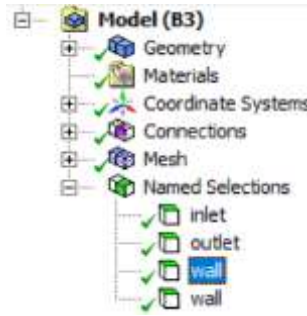 Model (B3)
Geometry
Materials
Coordinate Systems
Connections
Mesh
Named Selections
inlet
outlet
wall
wall